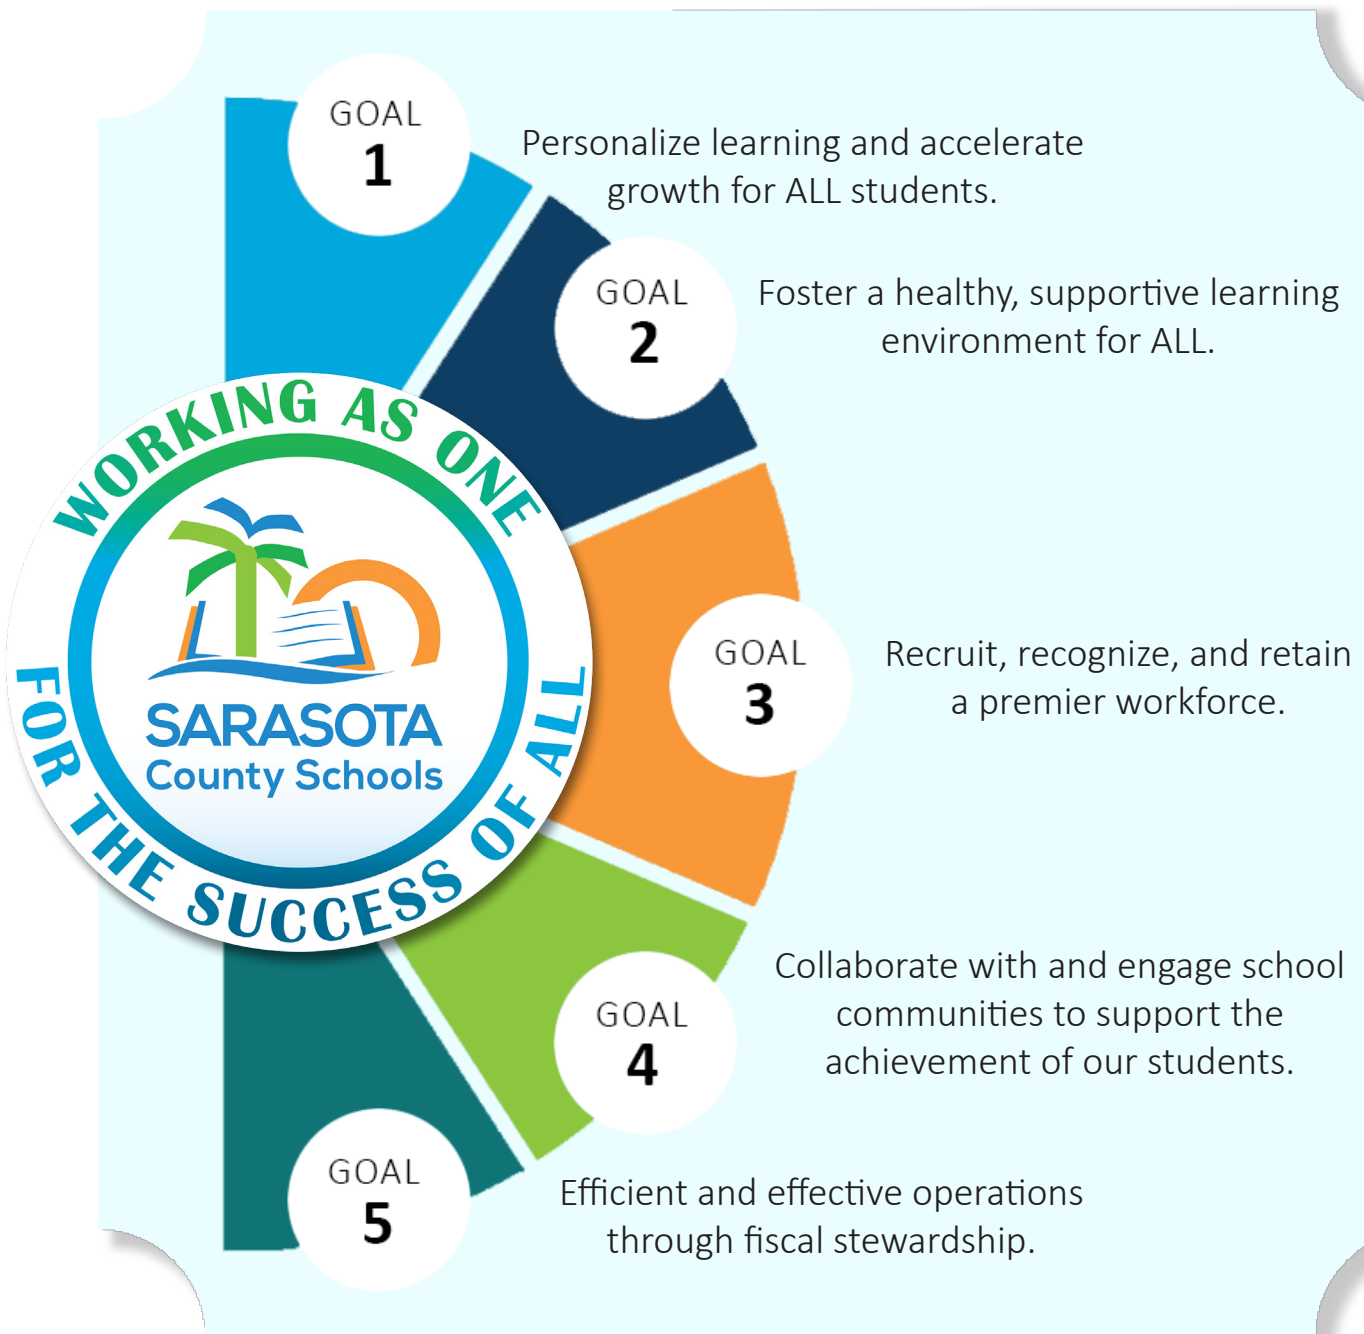 GOAL
1
Personalize learning and accelerate
growth for ALL students.
GOAL
2
Foster a healthy, supportive learning
environment for ALL.
WORKING AS ONE
FOR THE SUCCESS OF ALL
SARASOTA
County Schools
GOAL
3
Recruit, recognize, and retain
a premier workforce.
GOAL
4
Collaborate with and engage school
communities to support the
achievement of our students.
GOAL
5
Efficient and effective operations
through fiscal stewardship.